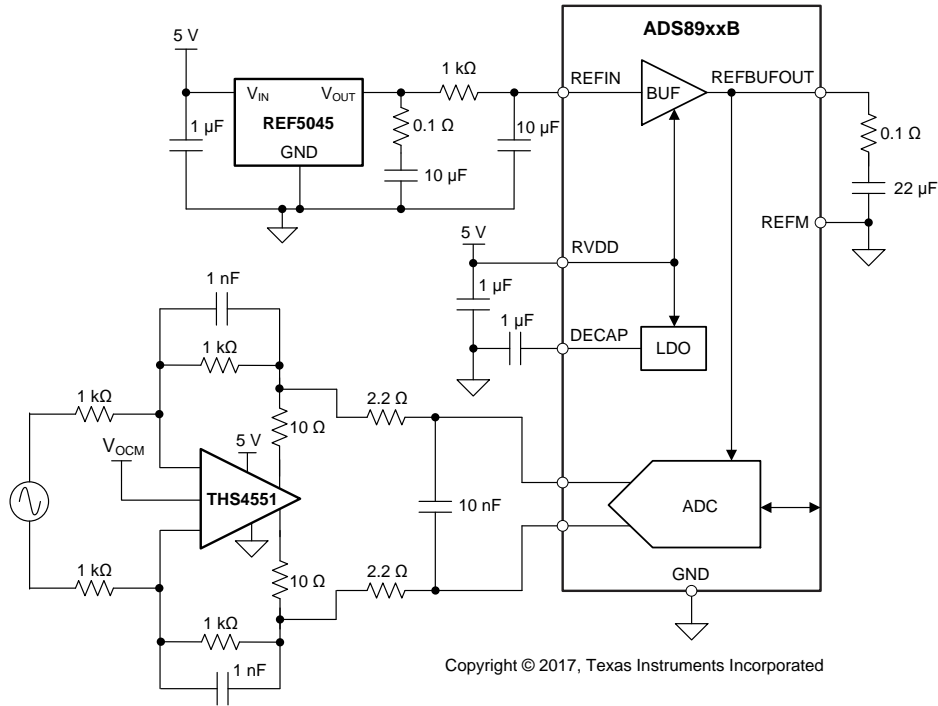 ADS89xxB
5 V
1 kΩ
REFIN
REFBUFOUT
VIN
VOUT
BUF
REF5045
1 µF
0.1 Ω
10 µF
0.1 Ω
GND
10 µF
22 µF
REFM
5 V
RVDD
1 nF
1 µF
1 µF
DECAP
LDO
1 kΩ
1 kΩ
2.2 Ω
10 Ω
VOCM
5 V
THS4551
10 nF
ADC
1 kΩ
10 Ω
2.2 Ω
GND
1 kΩ
1 nF
Copyright © 2017, Texas Instruments Incorporated